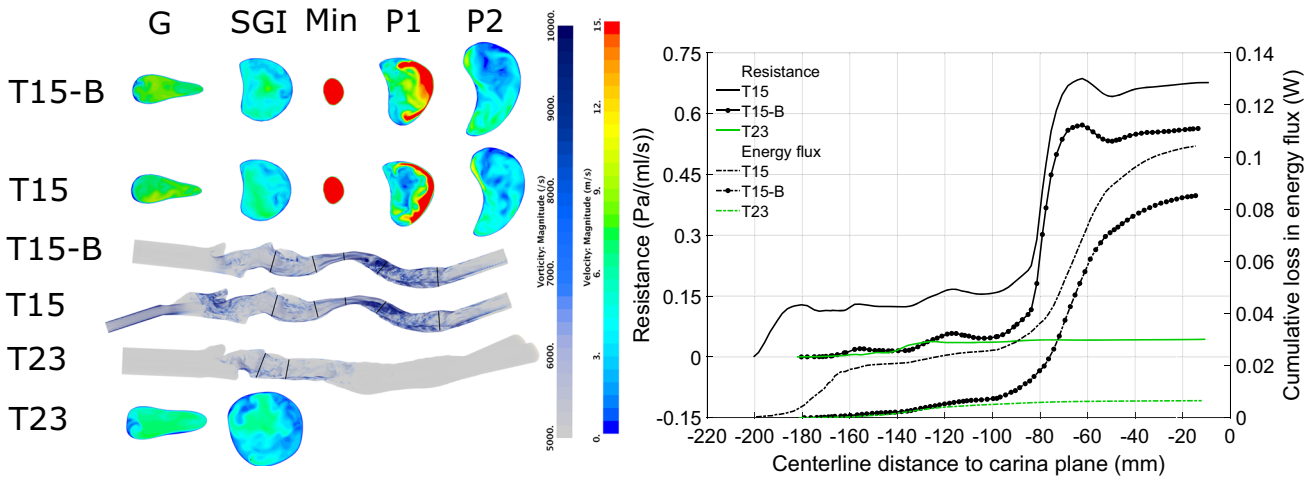 G SGI Min P1 P2
T15-B
T15
T15-B
T15
T23
T23
Vorticity: Magnitude (/s)
5000. 6000. 7000. 8000. 9000. 10000.
Velocity: Magnitude (m/s)
0. 3. 6. 9. 12. 15.
Resistance (Pa/(ml/s))
0.75
0.6
0.45
0.3
0.15
0
-0.15
Resistance
T15
T15-B
T23
Energy flux
T15
T15-B
T23
0.14
0.12
0.1
0.08
0.06
0.04
0.02
0
Cumulative loss in energy flux (W)
-220 -200 -180 -160 -140 -120 -100 -80 -60 -40 -20 0
Centerline distance to carina plane (mm)